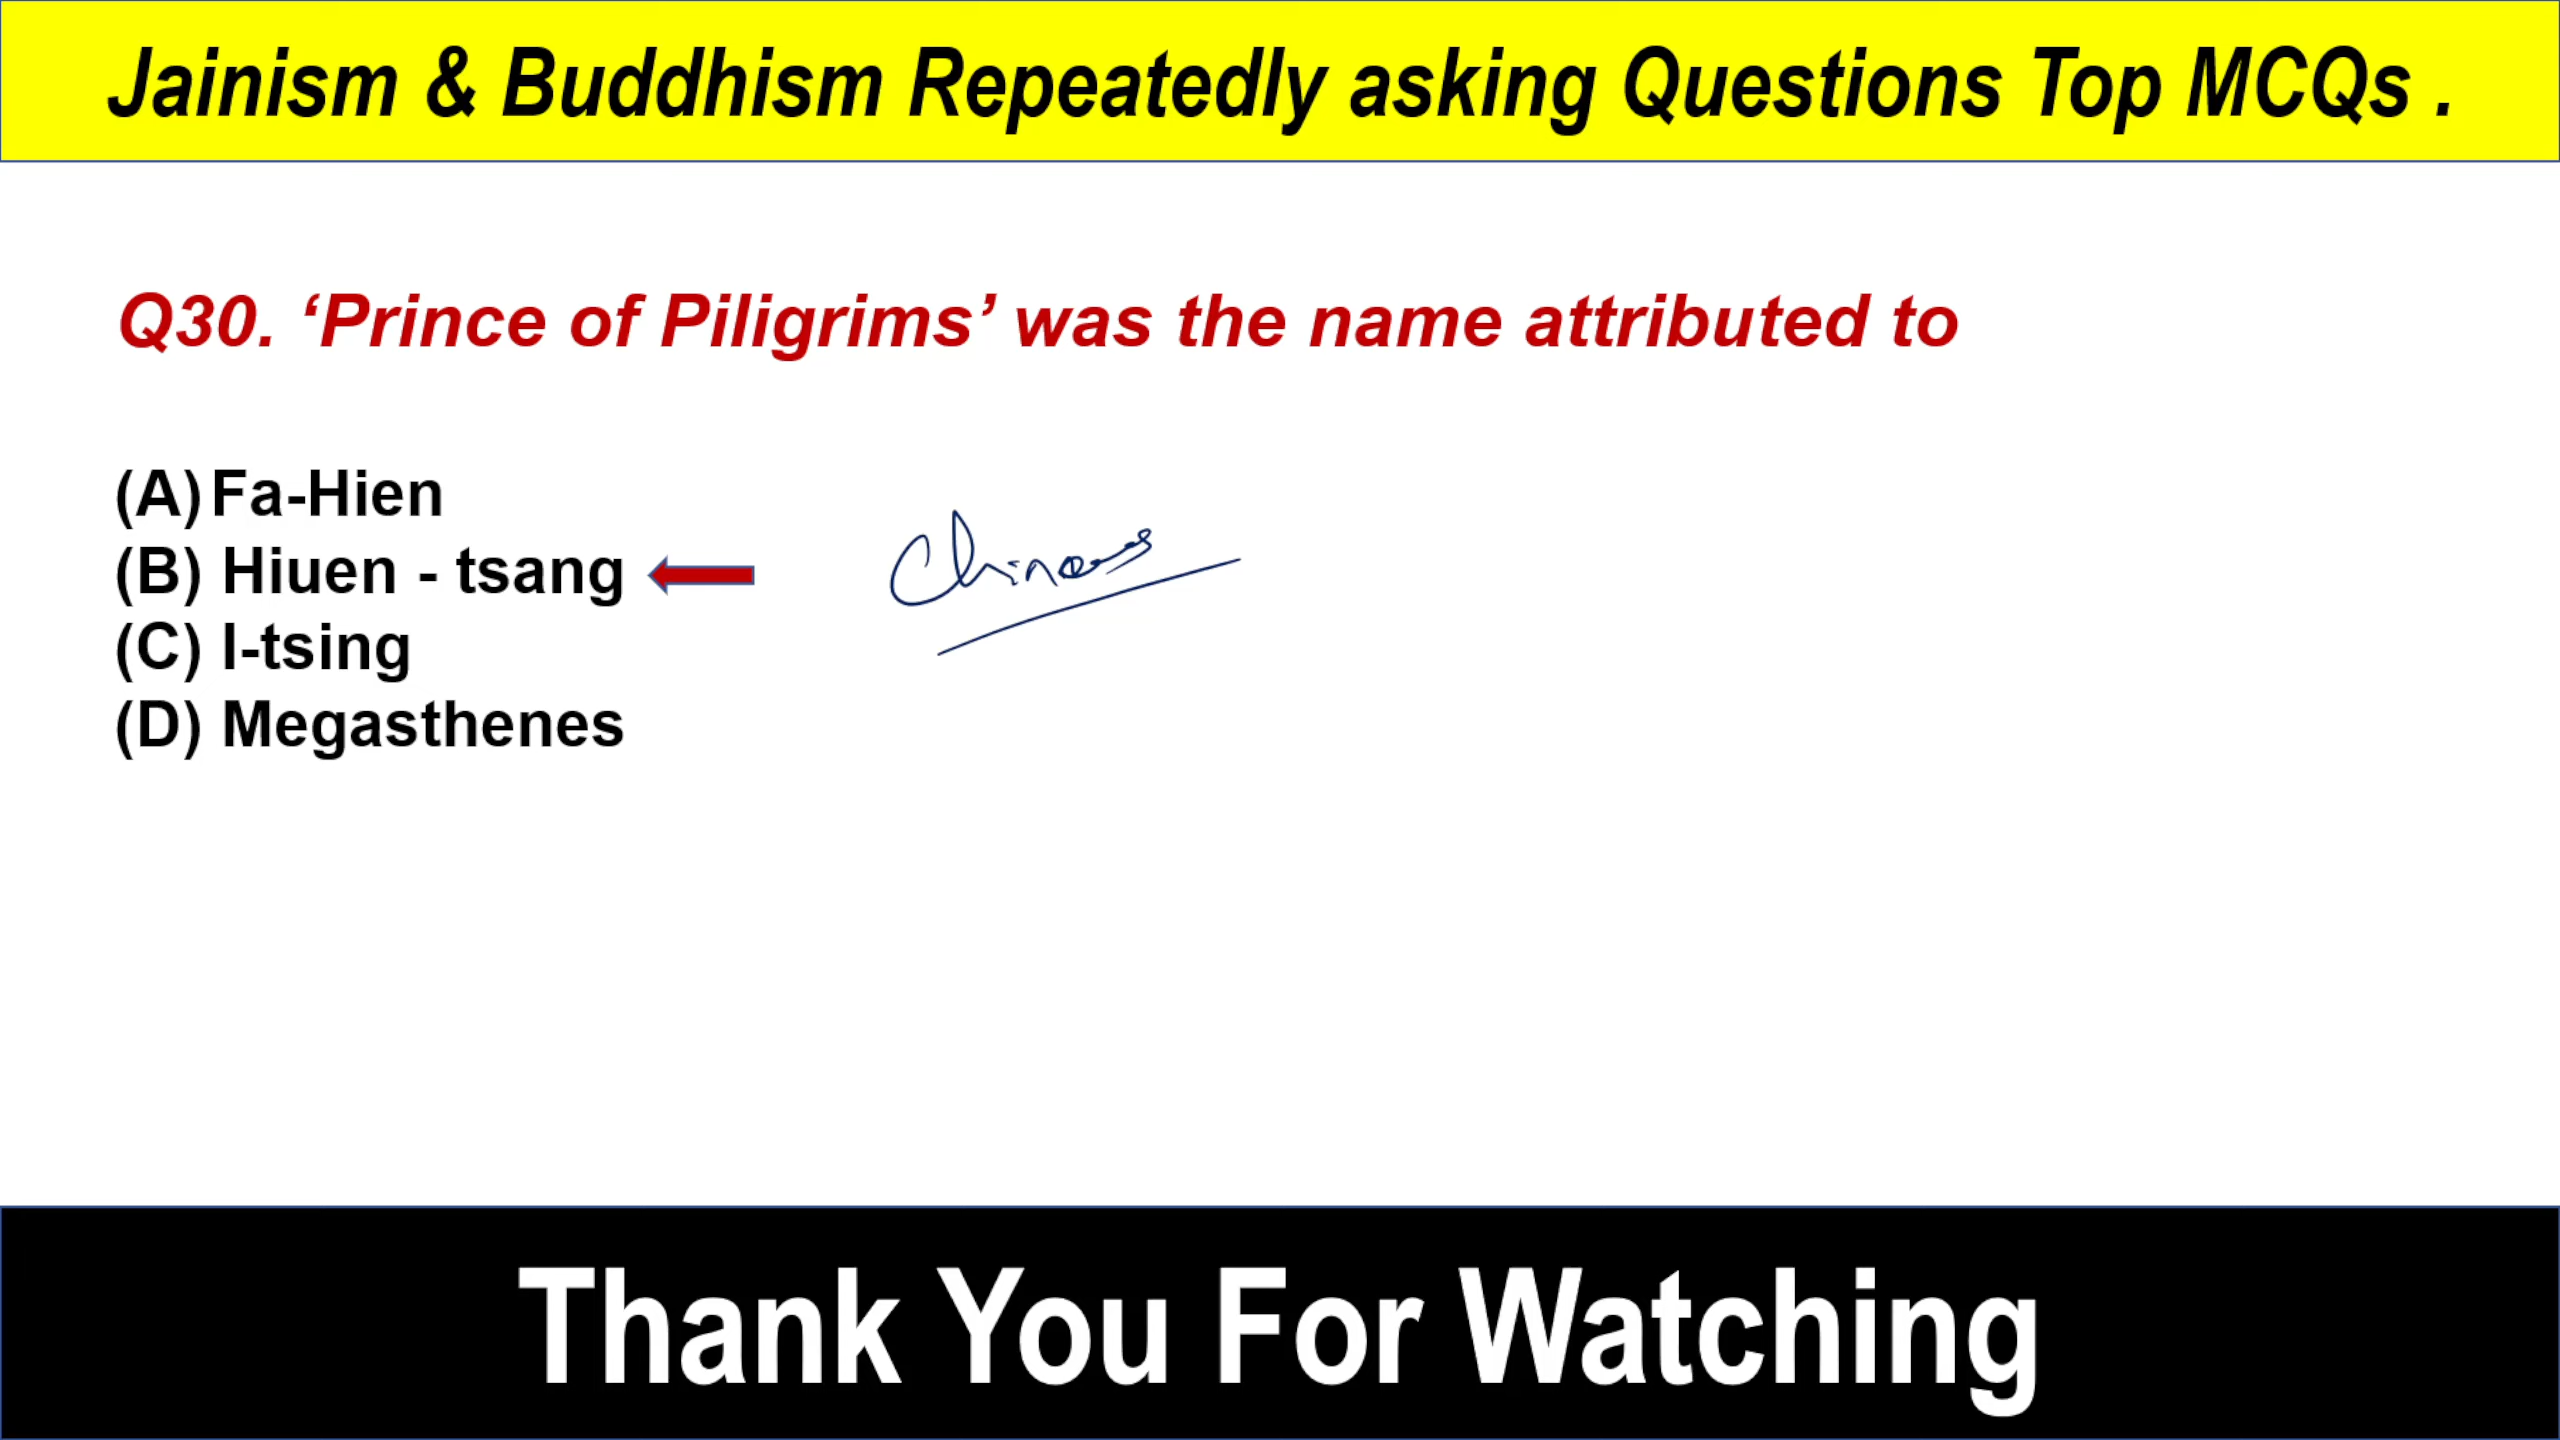 Jainism & Buddhism Repeatedly asking Questions Top MCQs .
Q30. ‘Prince of Piligrims’ was the name attributed to
(A) Fa-Hien
(B) Hiuen - tsang
(C) I-tsing
(D) Megasthenes
Thank You For Watching